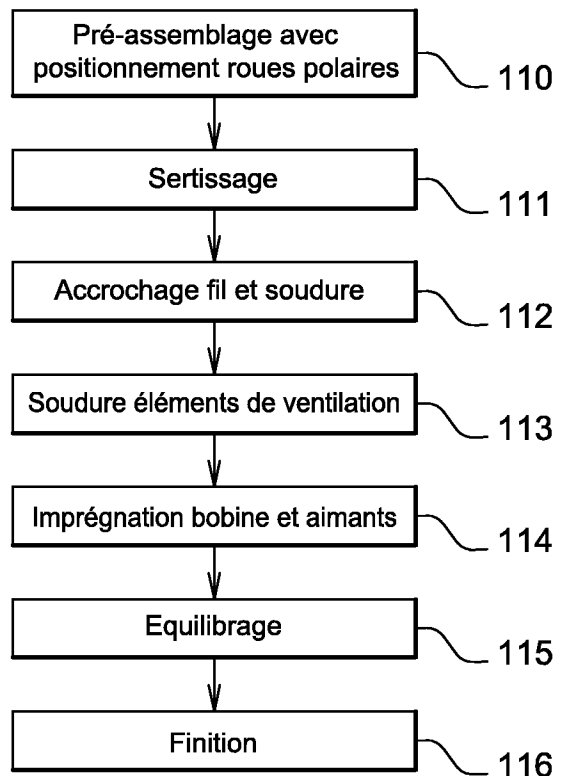 Pré-assemblage avec
positionnement roues polaires
110
Sertissage
111
Accrochage fil et soudure
112
Soudure éléments de ventilation
113
Imprégnation bobine et aimants
114
Equilibrage
115
Finition
116